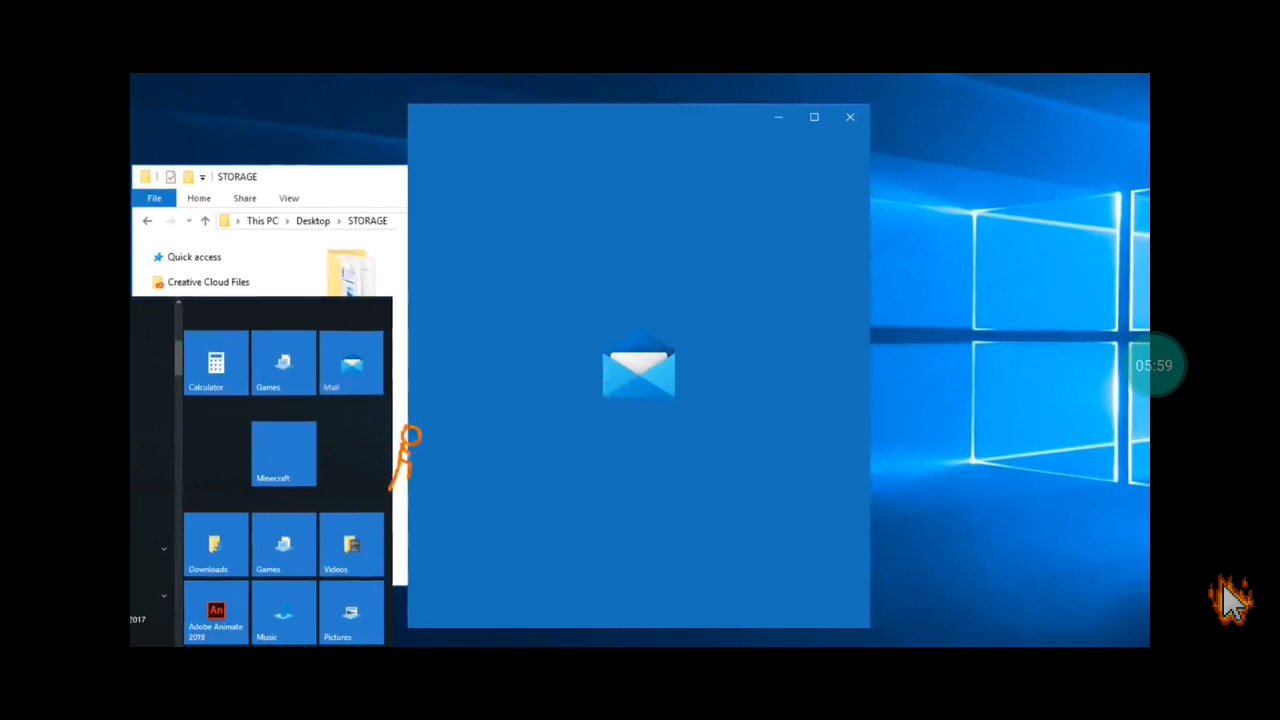 STORAGE
File Home Share View
This PC Desktop STORAGE
Quick access
Creative Cloud Files
Calculator Games Mail
Minecraft
05:59
Downloads Games Videos
An
Adobe Animate 2019 Music Pictures
2017